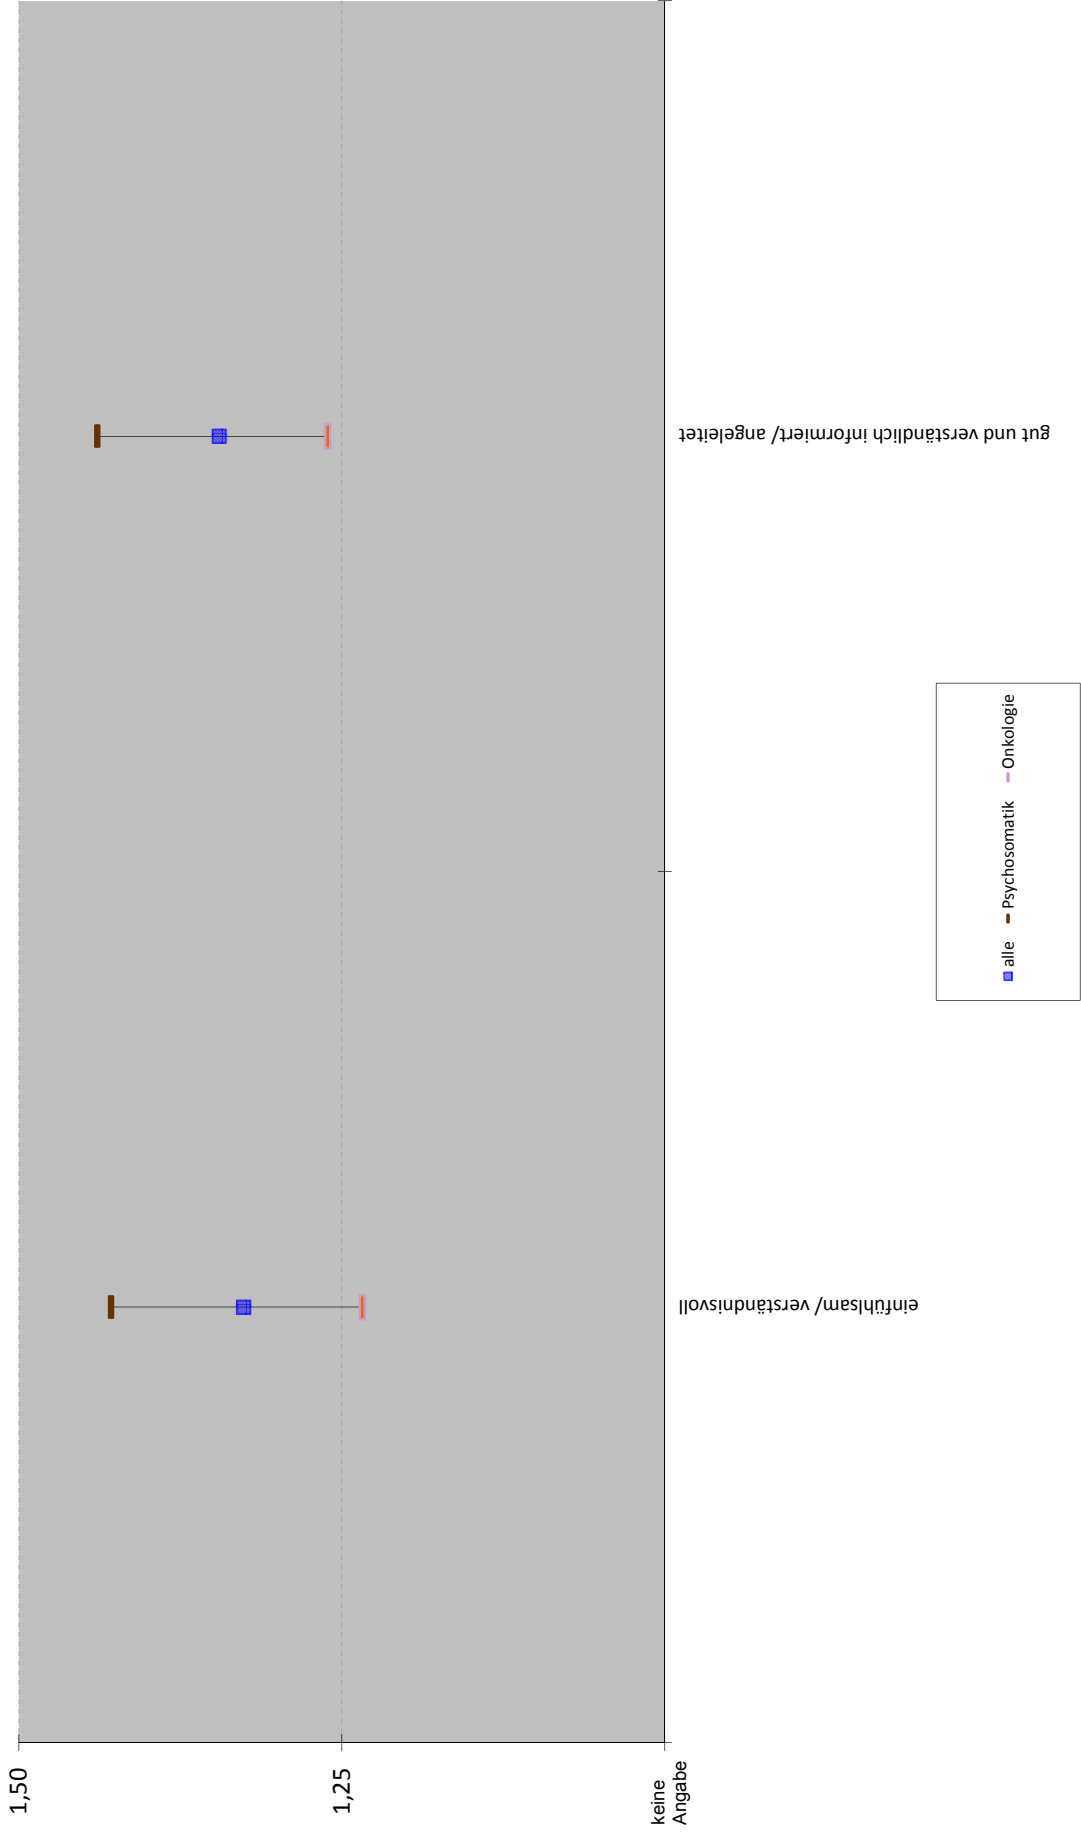 1,50
1,25
keine
Angabe
einfühlsam/ verständnisvoll
gut und verständlich informiert/ angeleitet
alle
Psychosomatik
Onkologie